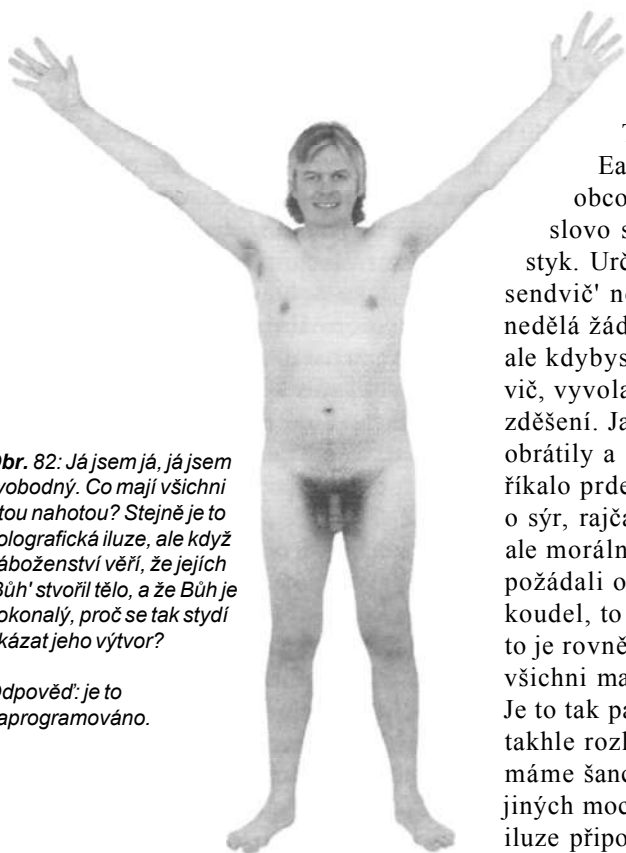 br. 82: Já jsem já, já jsem
vobodný. Co mají všichni
tou nahotou? Stejně je to
olografická iluze, ale když
áboženství věří, že jejích
Bůh' stvořil tělo, a že Bůh je
okonalý, proč se tak stydí
kázat jeho výtvor?
dpověď: je to
aprogramováno.
T
Ea
obco
slovo s
styk. Urč
sendvič' ne
nedělá žád
ale kdybys
vič, vyvola
zděšení. Ja
obrátily a
říkalo prde
o sýr, rajča
ale moráln
požádali o
koudel, to
to je rovně
všichni ma
Je to tak pa
takhle rozl
máme šanc
jiných moc
iluze připo